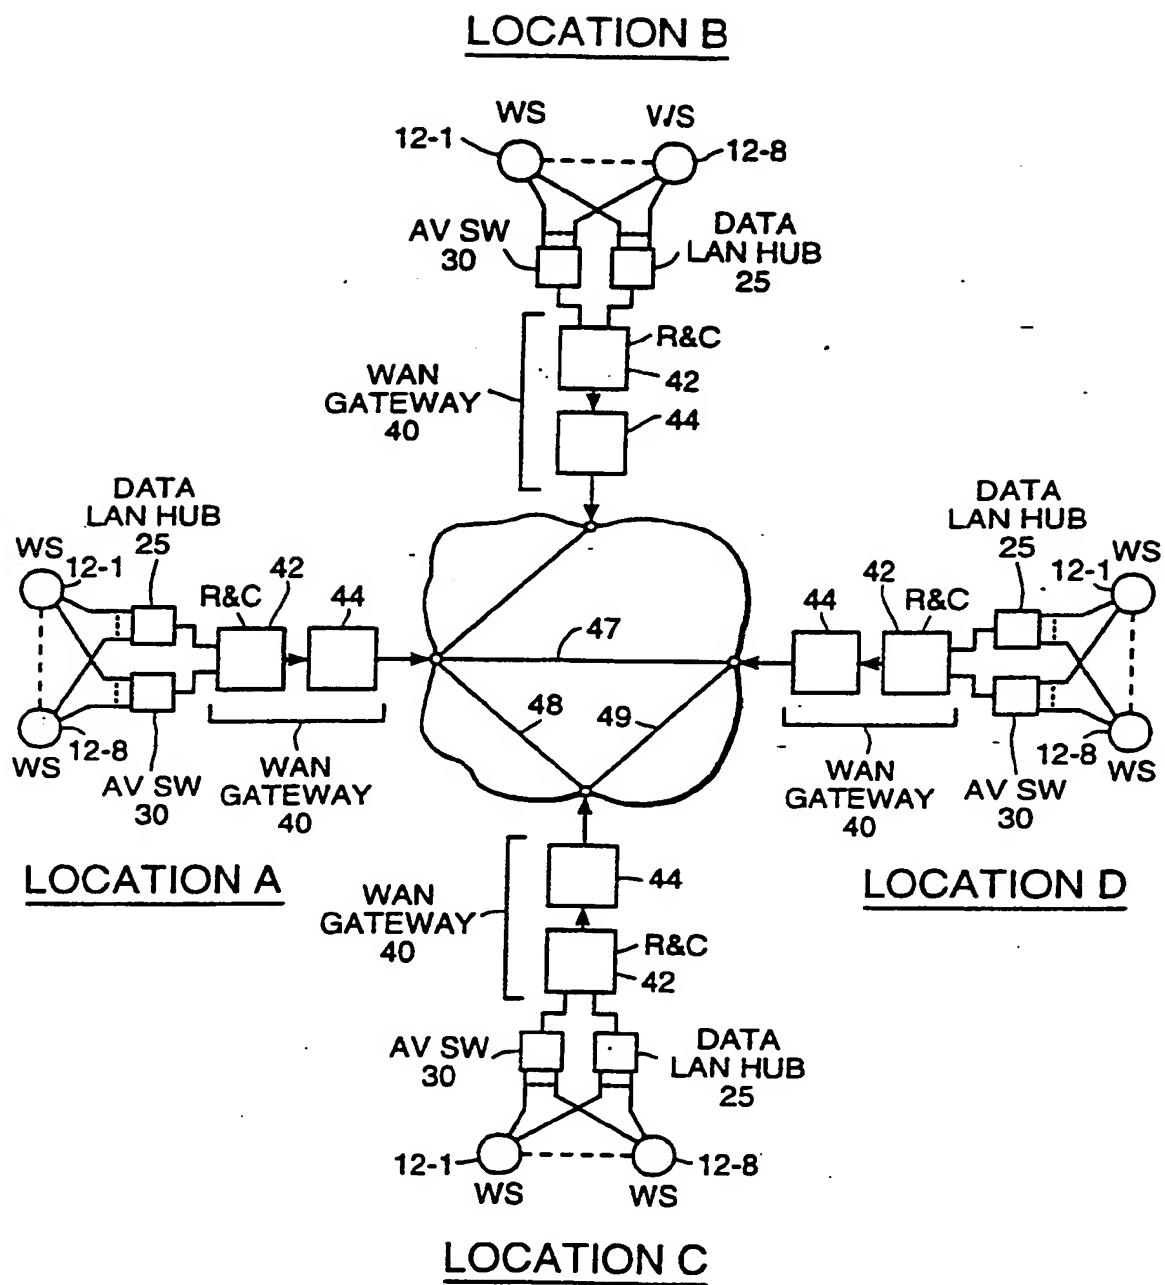 LOCATION B
WS
WS
12-1
12-8
AV SW
30
DATA
LAN HUB
25
R&C
42
WAN
GATEWAY
40
44
DATA
LAN HUB
25
WS
12-1
R&C
42
44
12-8
WS
AV SW
30
WAN
GATEWAY
40
LOCATION A
47
48
49
DATA
LAN HUB
25
WS
12-1
44
42
R&C
12-8
WS
WAN
GATEWAY
40
AV SW
30
LOCATION D
WAN
GATEWAY
40
44
R&C
42
AV SW
30
DATA
LAN HUB
25
12-1
12-8
WS
WS
LOCATION C